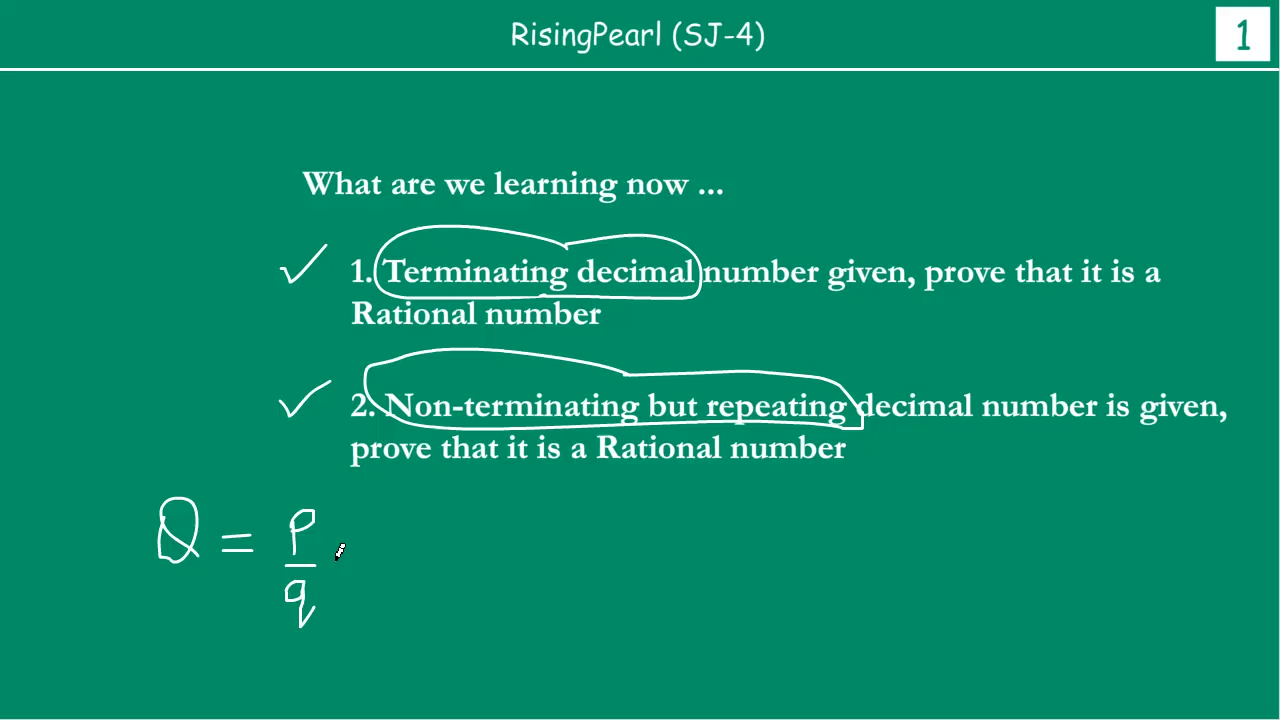 RisingPearl (SJ-4)
1
What are we learning now ...
1. Terminating decimal number given, prove that it is a
Rational number
2. Non-terminating but repeating decimal number is given,
prove that it is a Rational number
Q = p/q